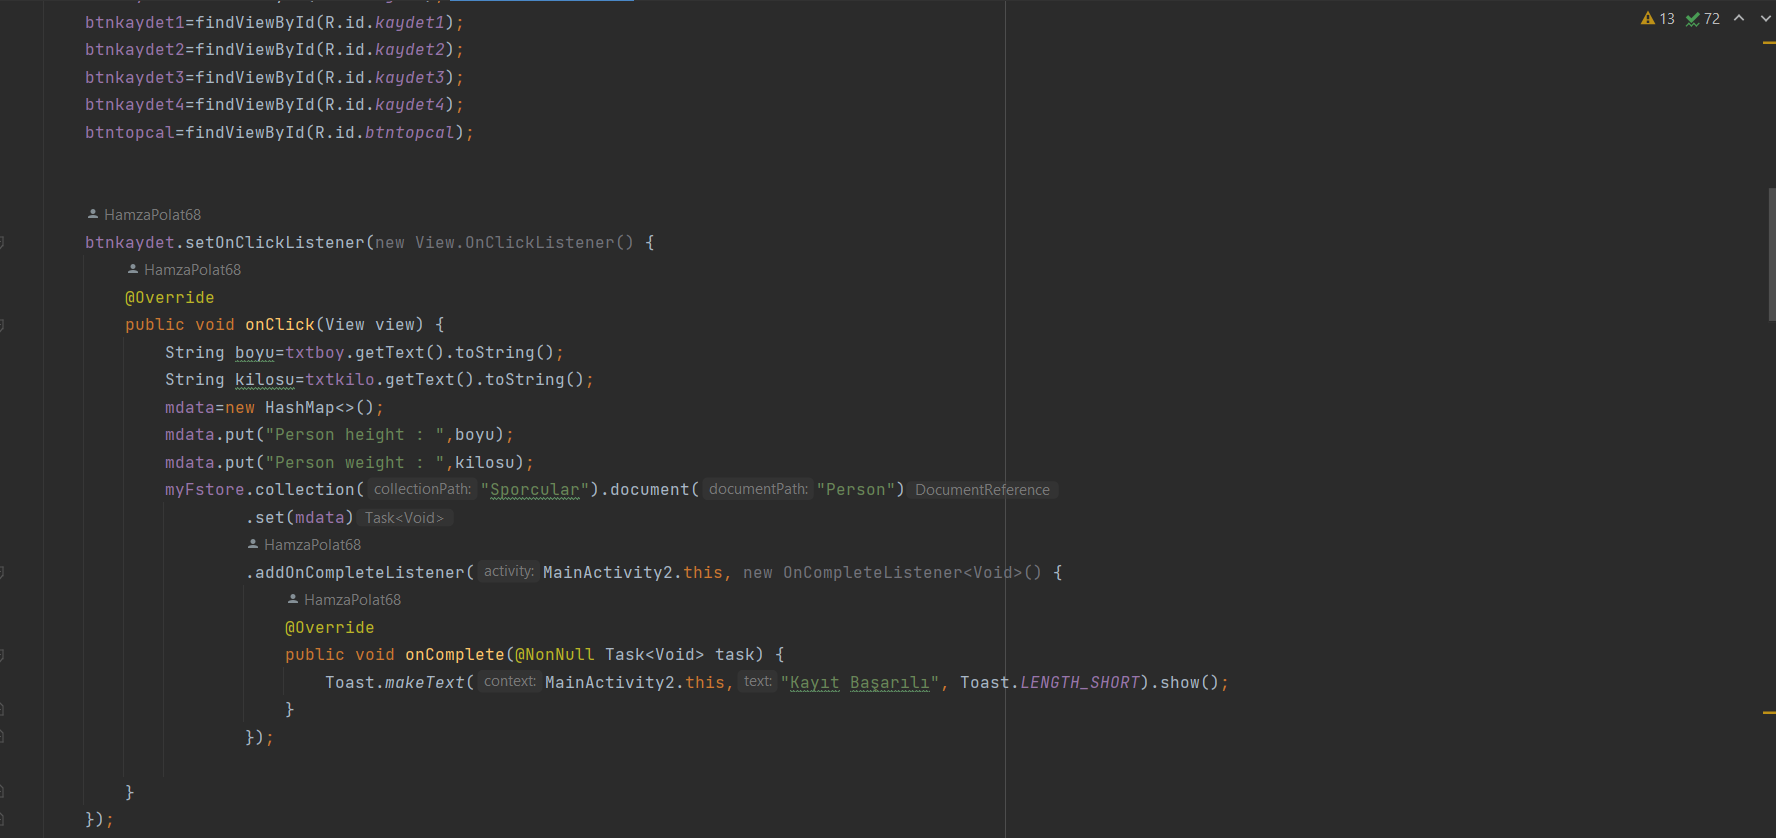 13 72
btnkaydet1=findViewById(R.id.kaydet1);
btnkaydet2=findViewById(R.id.kaydet2);
btnkaydet3=findViewById(R.id.kaydet3);
btnkaydet4=findViewById(R.id.kaydet4);
btntopcal=findViewById(R.id.btntopcal);
HamzaPolat68
btnkaydet.setOnClickListener(new View.OnClickListener() {
HamzaPolat68
@Override
public void onClick(View view) {
String boyu=txtboy.getText().toString();
String kilosu=txtkilo.getText().toString();
mdata=new HashMap<>();
mdata.put("Person height : ",boyu);
mdata.put("Person weight : ",kilosu);
myFstore.collection( collectionPath: "Sporcular").document( documentPath: "Person") DocumentReference
.set(mdata) Task<Void>
HamzaPolat68
.addOnCompleteListener( activity: MainActivity2.this, new OnCompleteListener<Void>() {
HamzaPolat68
@Override
public void onComplete(@NonNull Task<Void> task) {
Toast.makeText( context: MainActivity2.this, text: "Kayıt Başarılı", Toast.LENGTH_SHORT).show();
}
});
}
});